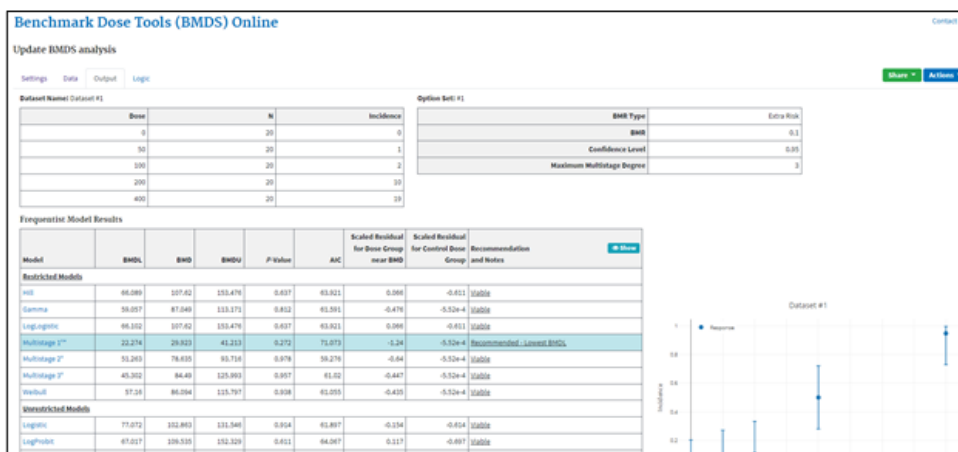 Benchmark Dose Tools (BMDS) Online
Contact
Update BMDS analysis
Settings Data Output Logic
Share Actions
Dataset Name: Dataset #1
Option Set: #1
Dose N Incidence
0 20 0
50 20 1
100 20 2
200 20 10
400 20 19
BMR Type Extra Risk
BMR 0.1
Confidence Level 0.95
Maximum Multistage Degree 3
Frequentist Model Results
Model BMDL BMD BMDU P-Value AIC Scaled Residual for Dose Group near BMD Scaled Residual for Control Dose Group Recommendation and Notes Show
Restricted Models
Hill 66.089 107.62 153.476 0.637 63.921 0.066 -0.611 Viable
Gamma 59.057 87.049 113.171 0.812 61.591 -0.476 -5.52e-4 Viable
LogLogistic 66.102 107.62 153.476 0.637 63.921 0.066 -0.611 Viable
Multistage 1°* 22.274 29.923 41.213 0.272 71.073 -1.24 -5.52e-4 Recommended - Lowest BMDL
Multistage 2° 51.263 78.635 93.716 0.978 59.276 -0.64 -5.52e-4 Viable
Multistage 3° 45.302 84.49 125.993 0.957 61.02 -0.447 -5.52e-4 Viable
Weibull 57.16 86.094 115.797 0.938 61.055 -0.435 -5.52e-4 Viable
Unrestricted Models
Logistic 77.072 102.863 131.546 0.914 61.897 -0.154 -0.614 Viable
LogProbit 67.017 109.535 152.329 0.611 64.067 0.117 -0.697 Viable
Dataset #1
Response
1
0.8
0.6
0.4
0.2
Incidence